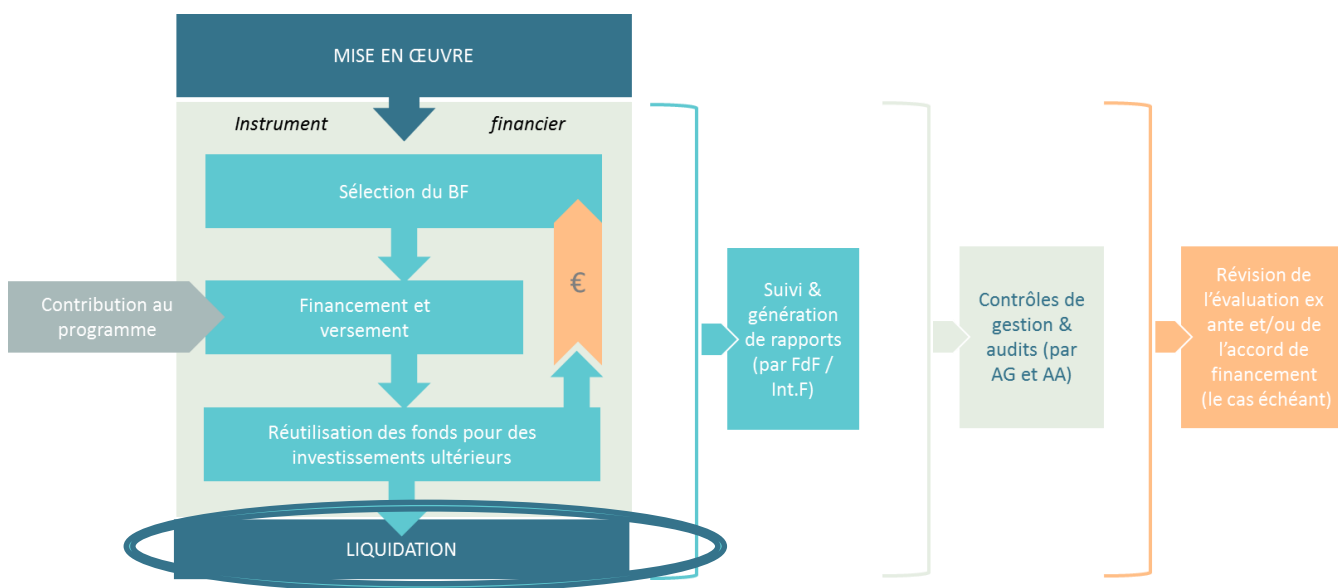 MISE EN ŒUVRE
Instrument financier
Sélection du BF
Contribution au
programme
Financement et
versement
€
Réutilisation des fonds pour des
investissements ultérieurs
LIQUIDATION
Suivi &
génération
de rapports
(par FdF /
Int.F)
Contrôles de
gestion &
audits (par
AG et AA)
Révision de
l’évaluation ex
ante et/ou de
l’accord de
financement
(le cas échéant)